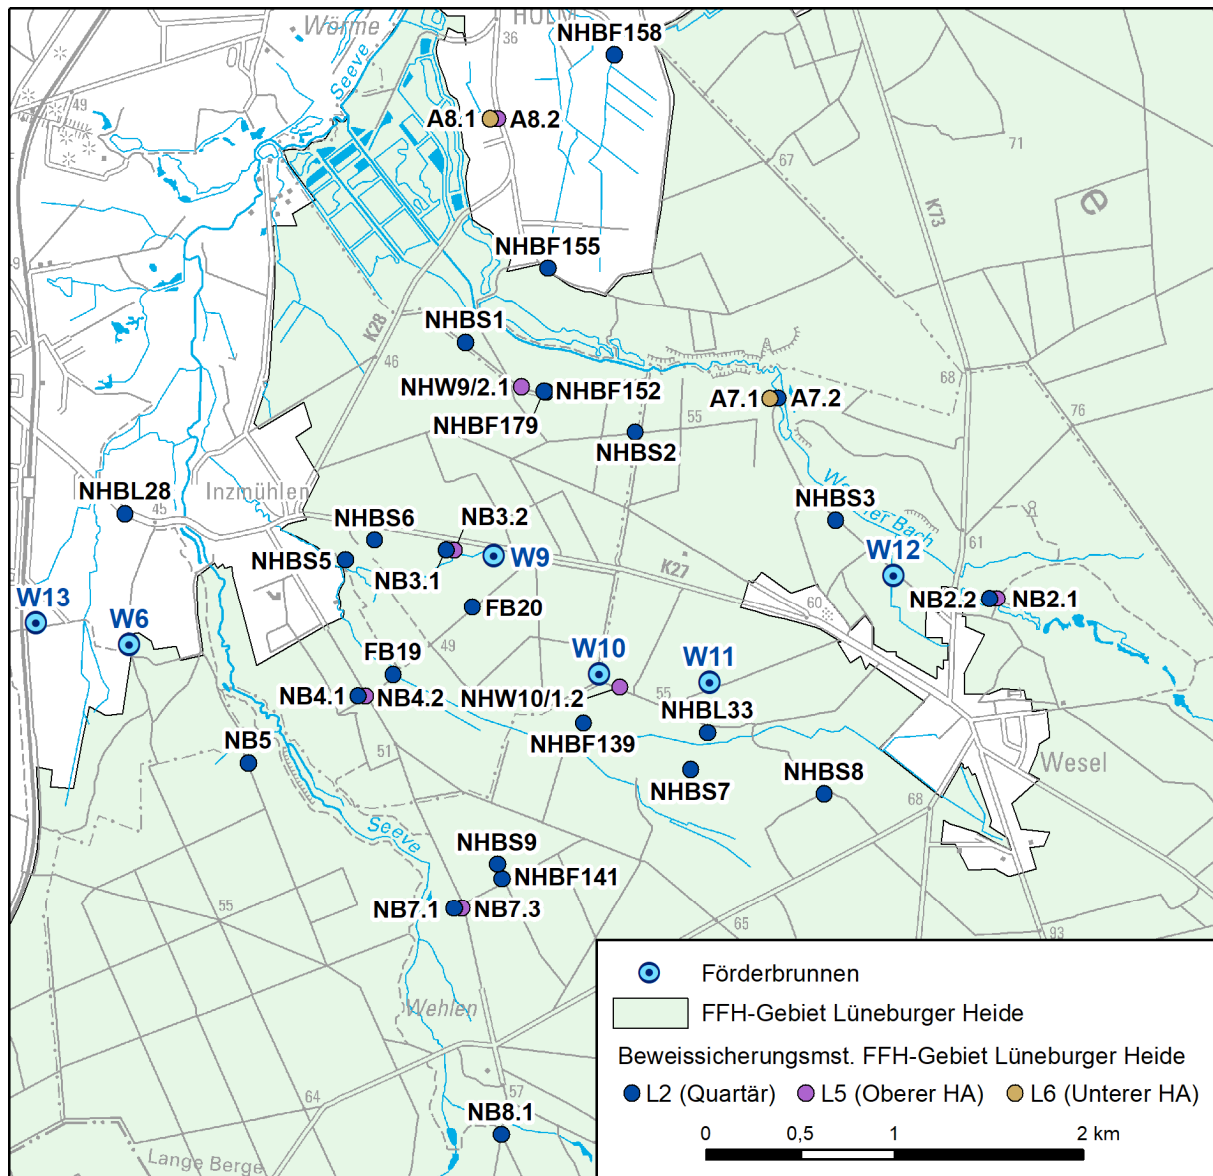 Wörme
HOLM
36
NHBF158
Seeve
49
A8.1
A8.2
71
67
e
K73
NHBF155
K28
NHBS1
46
NHW9/2.1
NHBF152
NHBF179
A7.1
A7.2
68
76
55
NHBS2
NHBL28
45
Inzmühlen
NHBS3
NHBS6
NB3.2
W9
NHBS5
NB3.1
K27
61
W12
W13
W6
FB20
60
NB2.2
NB2.1
49
FB19
W10
W11
NB4.1
NB4.2
NHW10/1.2
55
NHBL33
NHBF139
51
NB5
Wesel
NHBS7
NHBS8
68
Seeve
NHBS9
NHBF141
55
NB7.1
NB7.3
65
93
Wehlen
64
57
NB8.1
Lange Berge
Förderbrunnen
FFH-Gebiet Lüneburger Heide
Beweissicherungsmst. FFH-Gebiet Lüneburger Heide
L2 (Quartär)
L5 (Oberer HA)
L6 (Unterer HA)
0
0,5
1
2 km